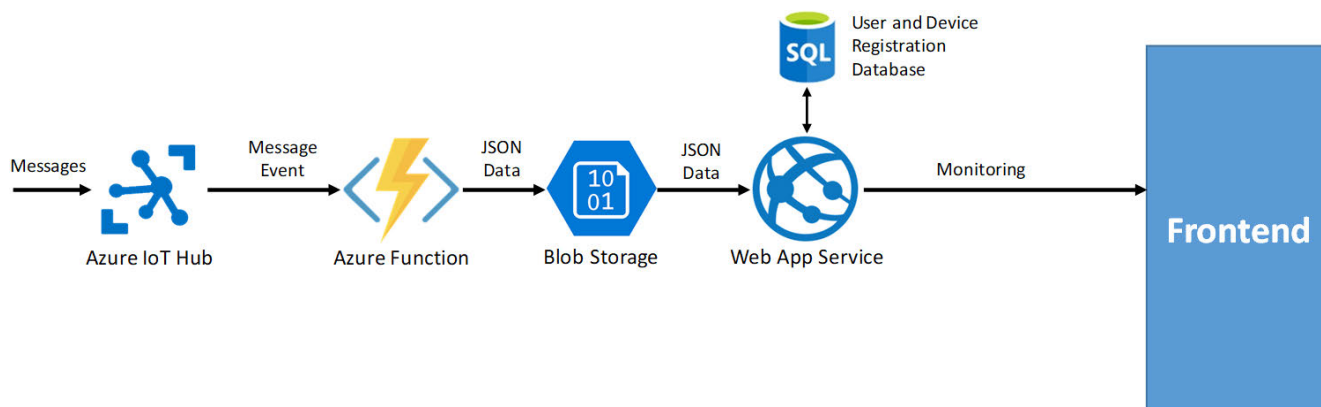 User and Device
Registration
Database
SQL
Messages
Message
Event
JSON
Data
JSON
Data
Monitoring
10
01
Frontend
Azure IoT Hub
Azure Function
Blob Storage
Web App Service